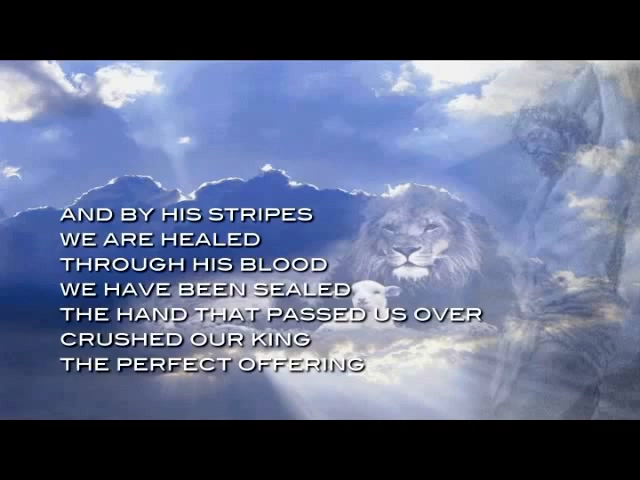 AND BY HIS STRIPES
WE ARE HEALED
THROUGH HIS BLOOD
WE HAVE BEEN SEALED
THE HAND THAT PASSED US OVER
CRUSHED OUR KING
THE PERFECT OFFERING